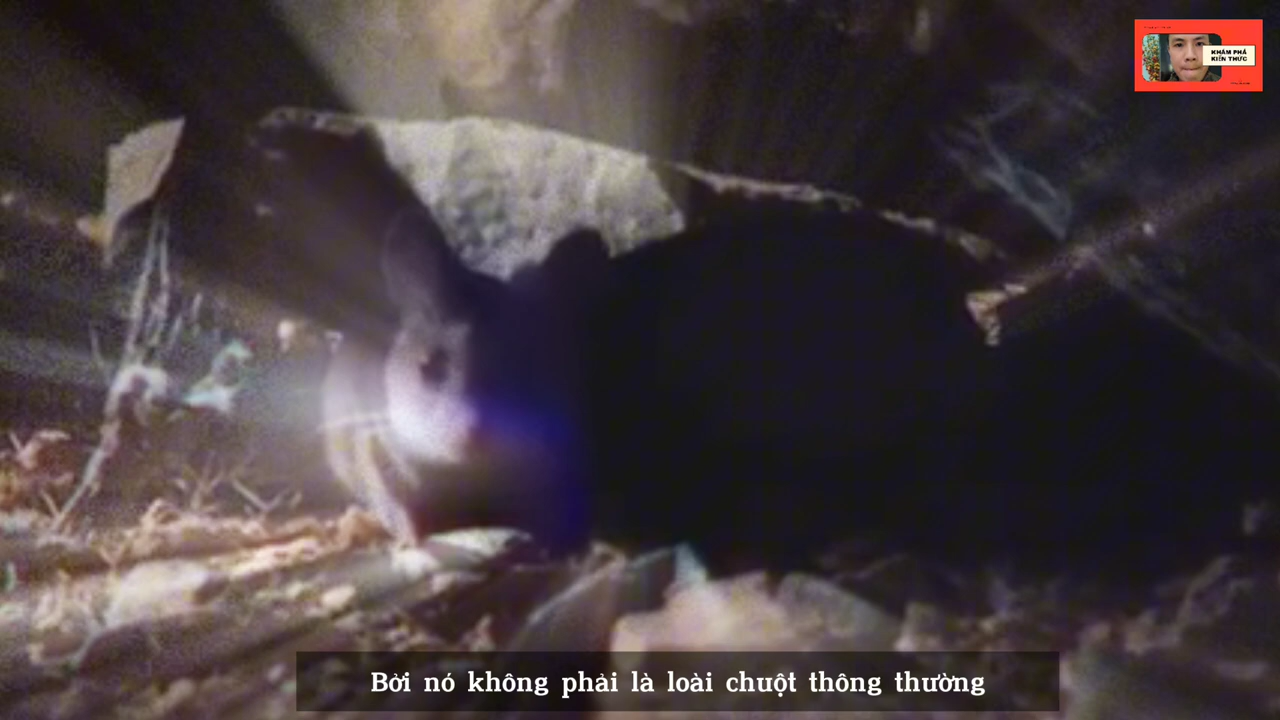 KHÁM PHÁ
KIẾN THỨC
Bởi nó không phải là loài chuột thông thường